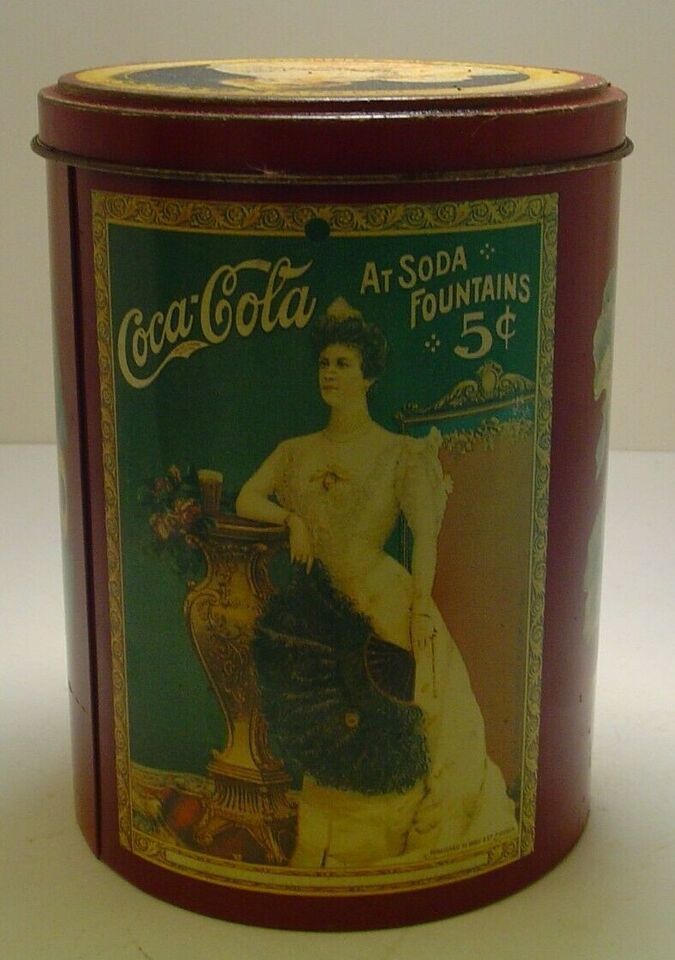 Coca-Cola
AT SODA
FOUNTAINS
5¢